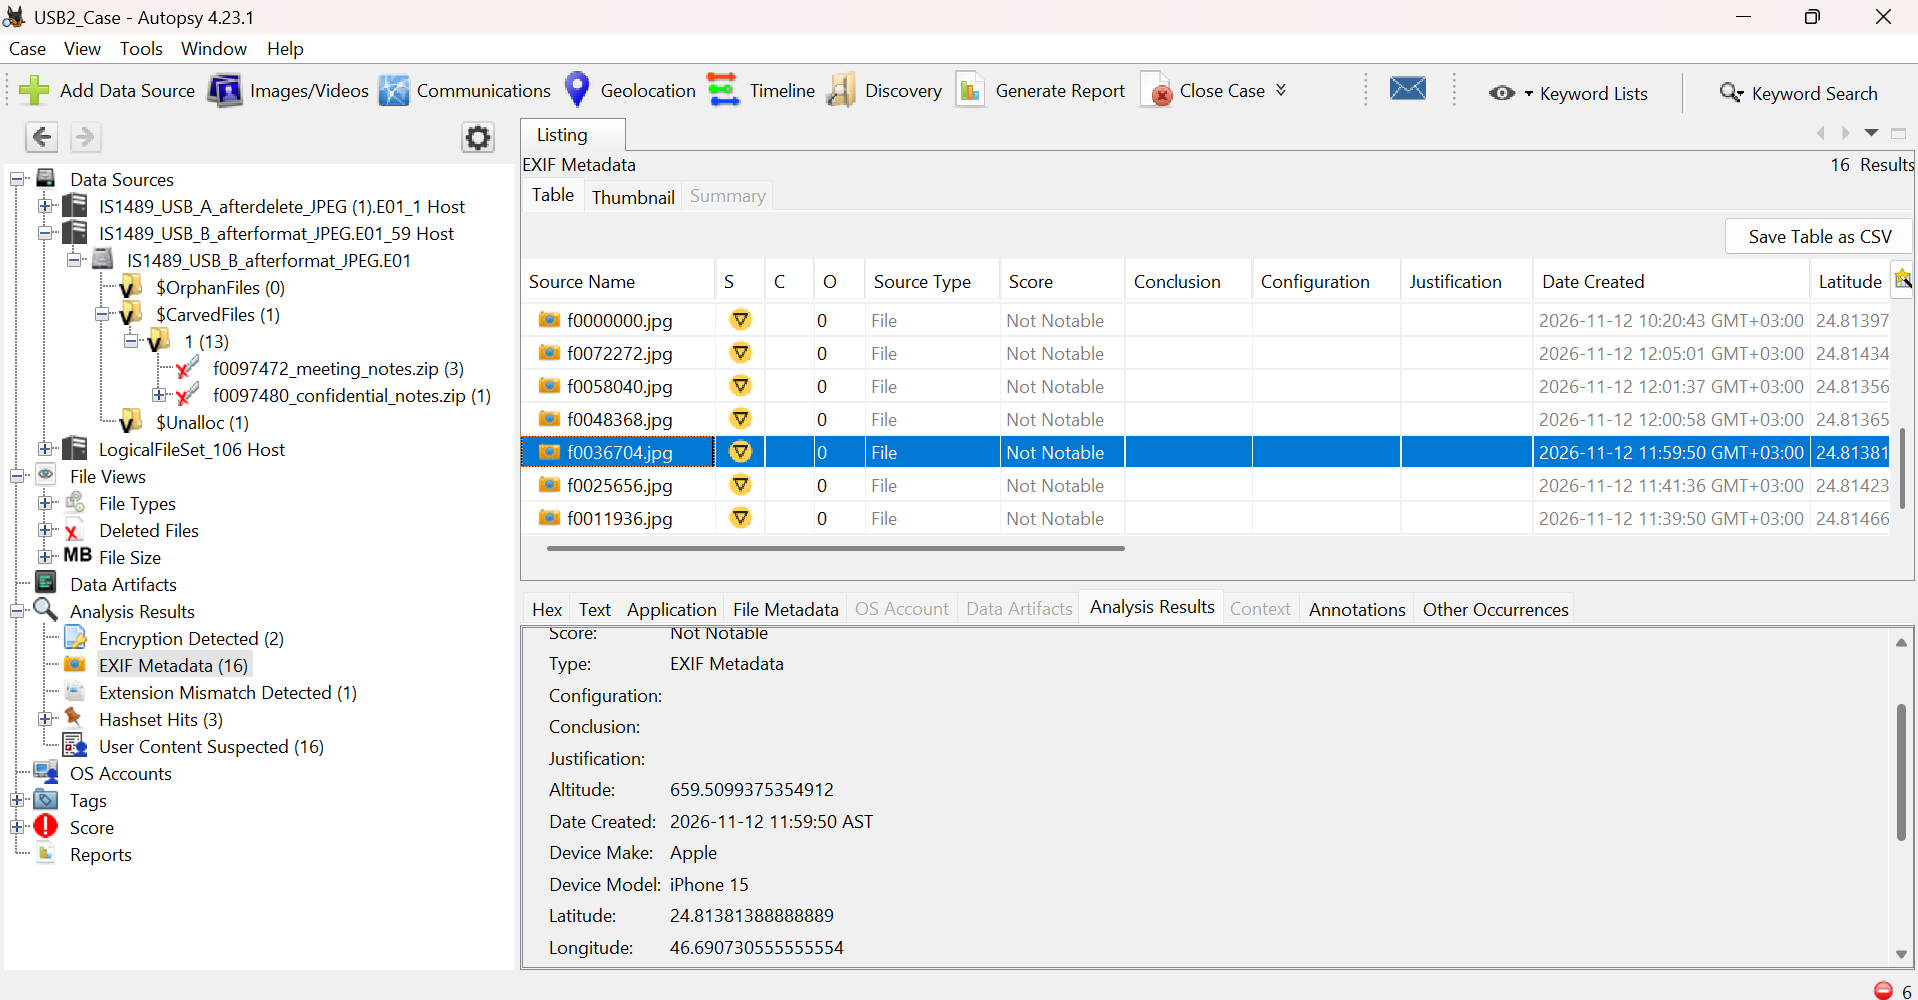 USB2_Case - Autopsy 4.23.1
Case View Tools Window Help
Add Data Source Images/Videos Communications Geolocation Timeline Discovery Generate Report Close Case Keyword Lists Keyword Search
Listing
EXIF Metadata 16 Results
Table Thumbnail Summary
Save Table as CSV
Source Name S C O Source Type Score Conclusion Configuration Justification Date Created Latitude
f0000000.jpg 0 File Not Notable 2026-11-12 10:20:43 GMT+03:00 24.81397
f0072272.jpg 0 File Not Notable 2026-11-12 12:05:01 GMT+03:00 24.81434
f0058040.jpg 0 File Not Notable 2026-11-12 12:01:37 GMT+03:00 24.81356
f0048368.jpg 0 File Not Notable 2026-11-12 12:00:58 GMT+03:00 24.81365
f0036704.jpg 0 File Not Notable 2026-11-12 11:59:50 GMT+03:00 24.81381
f0025656.jpg 0 File Not Notable 2026-11-12 11:41:36 GMT+03:00 24.81423
f0011936.jpg 0 File Not Notable 2026-11-12 11:39:50 GMT+03:00 24.81466
Data Sources
IS1489_USB_A_afterdelete_JPEG (1).E01_1 Host
IS1489_USB_B_afterformat_JPEG.E01_59 Host
IS1489_USB_B_afterformat_JPEG.E01
$OrphanFiles (0)
$CarvedFiles (1)
1 (13)
f0097472_meeting_notes.zip (3)
f0097480_confidential_notes.zip (1)
$Unalloc (1)
LogicalFileSet_106 Host
File Views
File Types
Deleted Files
MB File Size
Data Artifacts
Analysis Results
Encryption Detected (2)
EXIF Metadata (16)
Extension Mismatch Detected (1)
Hashset Hits (3)
User Content Suspected (16)
OS Accounts
Tags
Score
Reports
Hex Text Application File Metadata OS Account Data Artifacts Analysis Results Context Annotations Other Occurrences
Score: Not Notable
Type: EXIF Metadata
Configuration:
Conclusion:
Justification:
Altitude: 659.5099375354912
Date Created: 2026-11-12 11:59:50 AST
Device Make: Apple
Device Model: iPhone 15
Latitude: 24.81381388888889
Longitude: 46.690730555555554
6